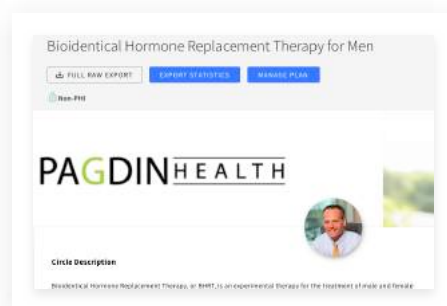 Bioidentical Hormone Replacement Therapy for Men
FULL RAW EXPORT EXPORT STATISTICS MANAGE PLAN
Non-PHI
PAGDINHEALTH
Circle Description
Bioidentical Hormone Replacement Therapy, or BHRT, is an experimental therapy for the treatment of male and female